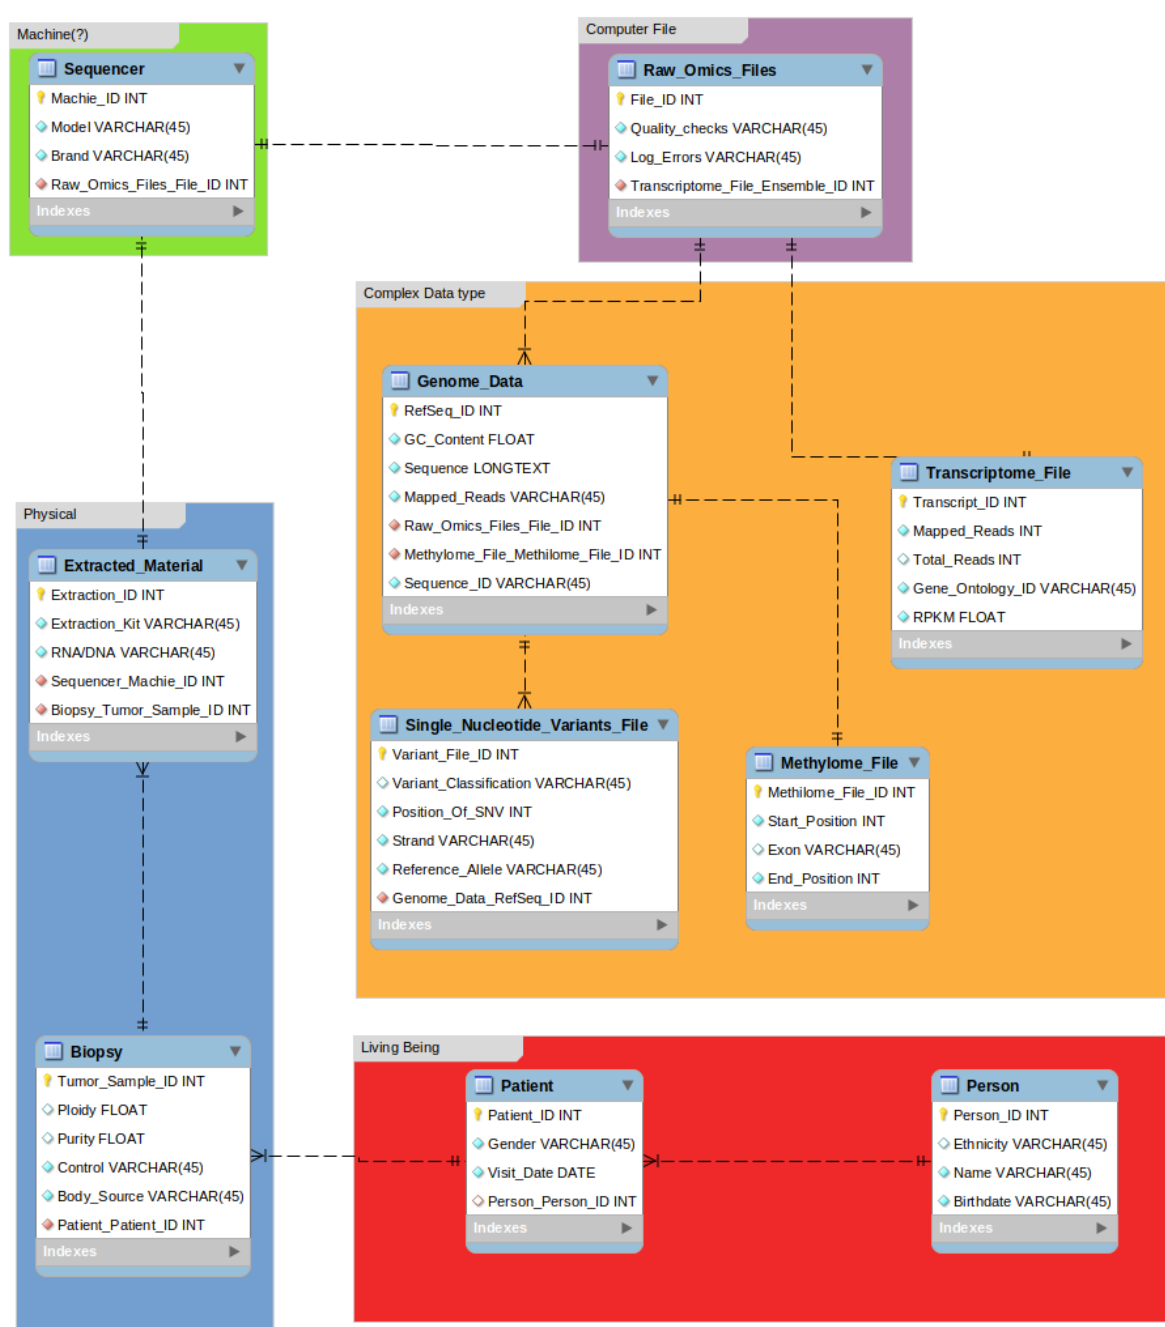 Machine(?)
Sequencer
Machie_ID INT
Model VARCHAR(45)
Brand VARCHAR(45)
Raw_Omics_Files_File_ID INT
Indexes
Computer File
Raw_Omics_Files
File_ID INT
Quality_checks VARCHAR(45)
Log_Errors VARCHAR(45)
Transcriptome_File_Ensemble_ID INT
Indexes
Complex Data type
Genome_Data
RefSeq_ID INT
GC_Content FLOAT
Sequence LONGTEXT
Mapped_Reads VARCHAR(45)
Raw_Omics_Files_File_ID INT
Methylome_File_Methilome_File_ID INT
Sequence_ID VARCHAR(45)
Indexes
Transcriptome_File
Transcript_ID INT
Mapped_Reads INT
Total_Reads INT
Gene_Ontology_ID VARCHAR(45)
RPKM FLOAT
Indexes
Single_Nucleotide_Variants_File
Variant_File_ID INT
Variant_Classification VARCHAR(45)
Position_Of_SNV INT
Strand VARCHAR(45)
Reference_Allele VARCHAR(45)
Genome_Data_RefSeq_ID INT
Indexes
Methylome_File
Methilome_File_ID INT
Start_Position INT
Exon VARCHAR(45)
End_Position INT
Indexes
Physical
Extracted_Material
Extraction_ID INT
Extraction_Kit VARCHAR(45)
RNA/DNA VARCHAR(45)
Sequencer_Machie_ID INT
Biopsy_Tumor_Sample_ID INT
Indexes
Biopsy
Tumor_Sample_ID INT
Ploidy FLOAT
Purity FLOAT
Control VARCHAR(45)
Body_Source VARCHAR(45)
Patient_Patient_ID INT
Indexes
Living Being
Patient
Patient_ID INT
Gender VARCHAR(45)
Visit_Date DATE
Person_Person_ID INT
Indexes
Person
Person_ID INT
Ethnicity VARCHAR(45)
Name VARCHAR(45)
Birthdate VARCHAR(45)
Indexes